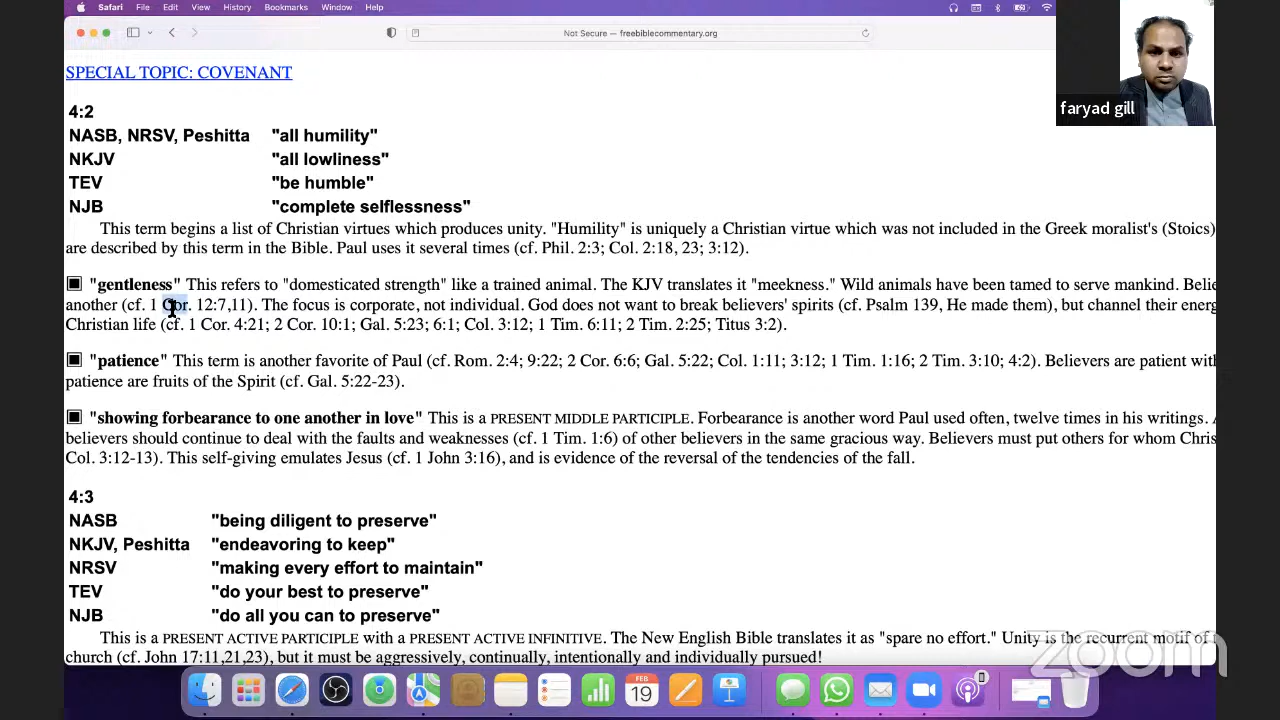 Safari File Edit View History Bookmarks Window Help
Not Secure — freebiblecommentary.org
faryad gill
SPECIAL TOPIC: COVENANT
4:2
NASB, NRSV, Peshitta "all humility"
NKJV "all lowliness"
TEV "be humble"
NJB "complete selflessness"
This term begins a list of Christian virtues which produces unity. "Humility" is uniquely a Christian virtue which was not included in the Greek moralist's (Stoics)
are described by this term in the Bible. Paul uses it several times (cf. Phil. 2:3; Col. 2:18, 23; 3:12).
"gentleness" This refers to "domesticated strength" like a trained animal. The KJV translates it "meekness." Wild animals have been tamed to serve mankind. Belie
another (cf. 1 Cor. 12:7,11). The focus is corporate, not individual. God does not want to break believers' spirits (cf. Psalm 139, He made them), but channel their energ
Christian life (cf. 1 Cor. 4:21; 2 Cor. 10:1; Gal. 5:23; 6:1; Col. 3:12; 1 Tim. 6:11; 2 Tim. 2:25; Titus 3:2).
"patience" This term is another favorite of Paul (cf. Rom. 2:4; 9:22; 2 Cor. 6:6; Gal. 5:22; Col. 1:11; 3:12; 1 Tim. 1:16; 2 Tim. 3:10; 4:2). Believers are patient with
patience are fruits of the Spirit (cf. Gal. 5:22-23).
"showing forbearance to one another in love" This is a PRESENT MIDDLE PARTICIPLE. Forbearance is another word Paul used often, twelve times in his writings.
believers should continue to deal with the faults and weaknesses (cf. 1 Tim. 1:6) of other believers in the same gracious way. Believers must put others for whom Chris
Col. 3:12-13). This self-giving emulates Jesus (cf. 1 John 3:16), and is evidence of the reversal of the tendencies of the fall.
4:3
NASB "being diligent to preserve"
NKJV, Peshitta "endeavoring to keep"
NRSV "making every effort to maintain"
TEV "do your best to preserve"
NJB "do all you can to preserve"
This is a PRESENT ACTIVE PARTICIPLE with a PRESENT ACTIVE INFINITIVE. The New English Bible translates it as "spare no effort." Unity is the recurrent motif of
church (cf. John 17:11,21,23), but it must be aggressively, continually, intentionally and individually pursued!
zoom
FEB
19